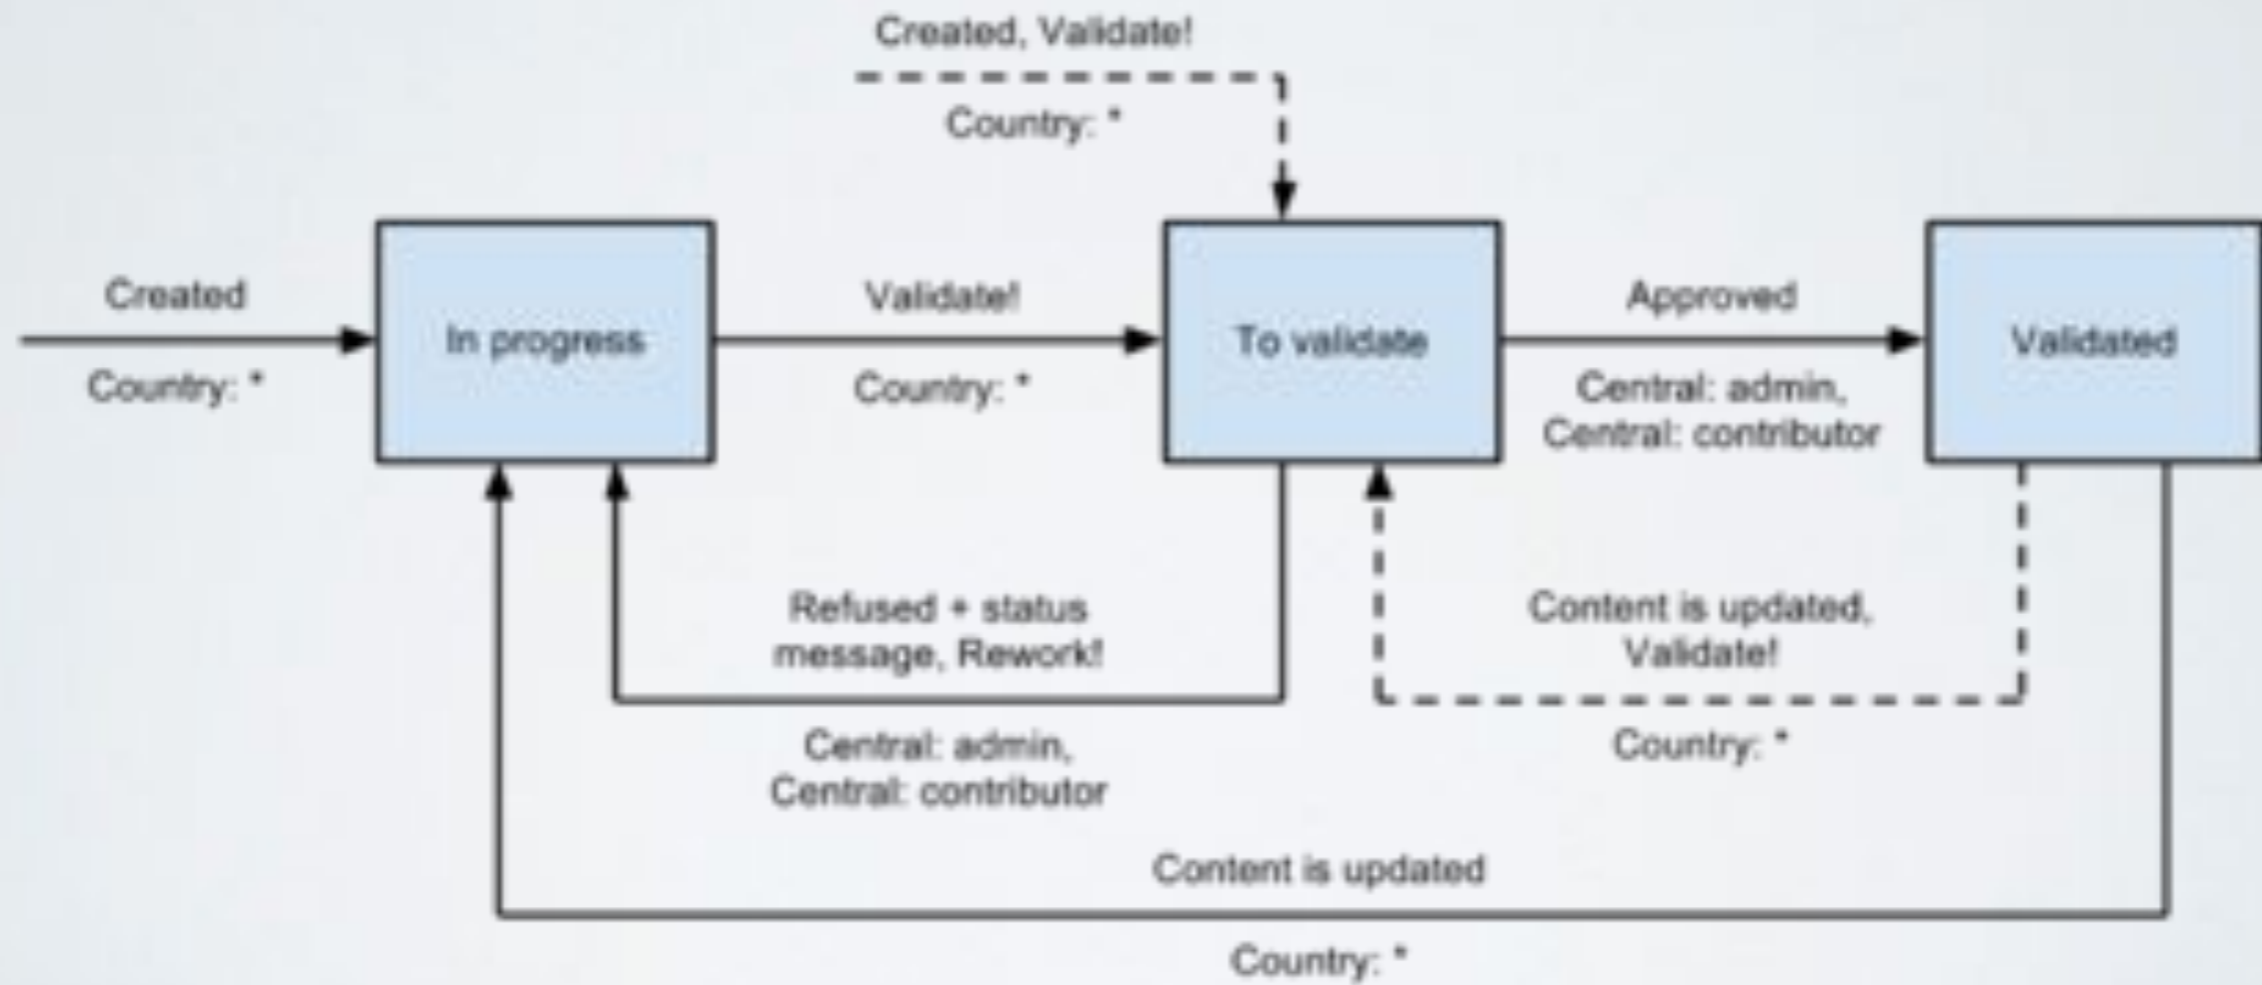 Created, Validate!
Country: *
Created
Country: *
In progress
Validate!
Country: *
To validate
Approved
Central: admin,
Central: contributor
Validated
Refused + status
message, Rework!
Central: admin,
Central: contributor
Content is updated,
Validate!
Country: *
Content is updated
Country: *